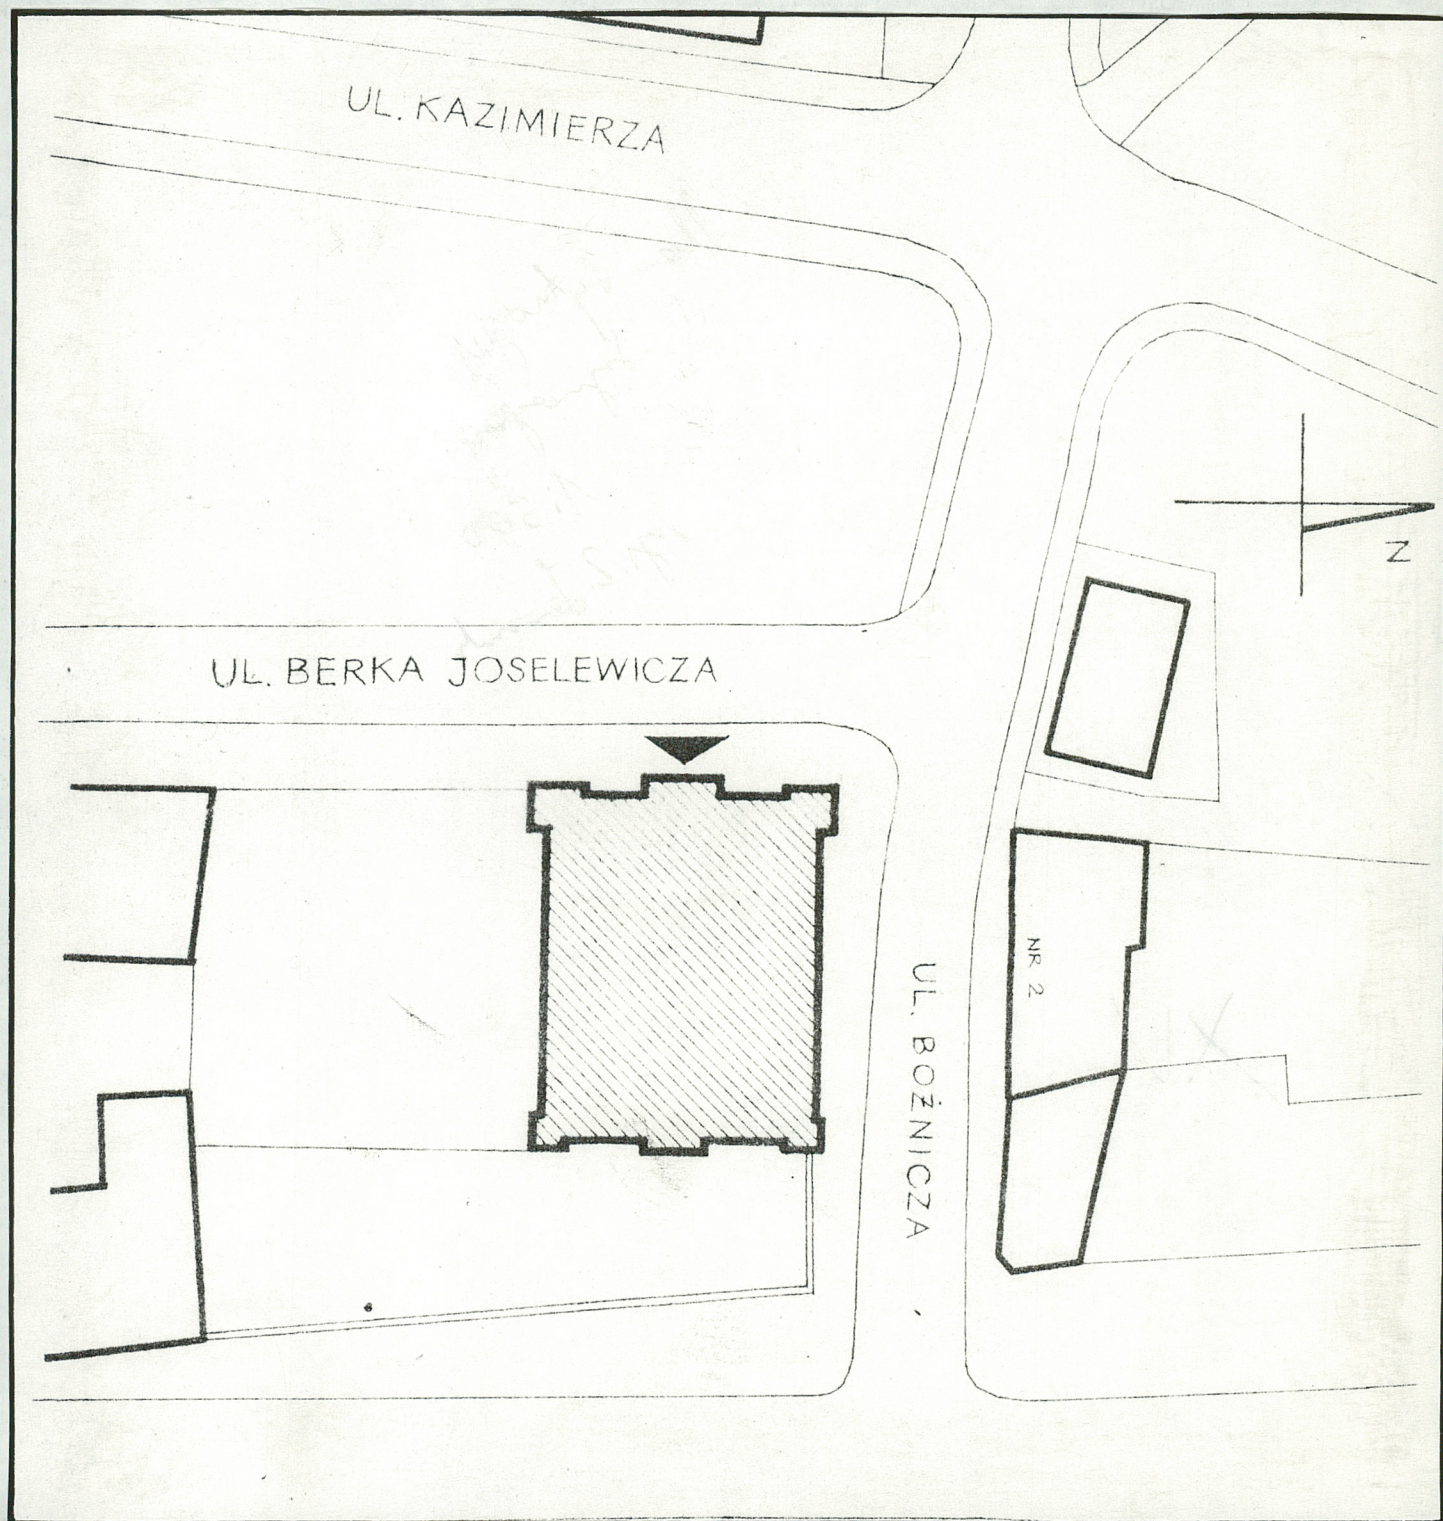 UL. KAZIMIERZA
UL. BERKA JOSELEWICZA
UL. BOŻNICZA
NR 2
N